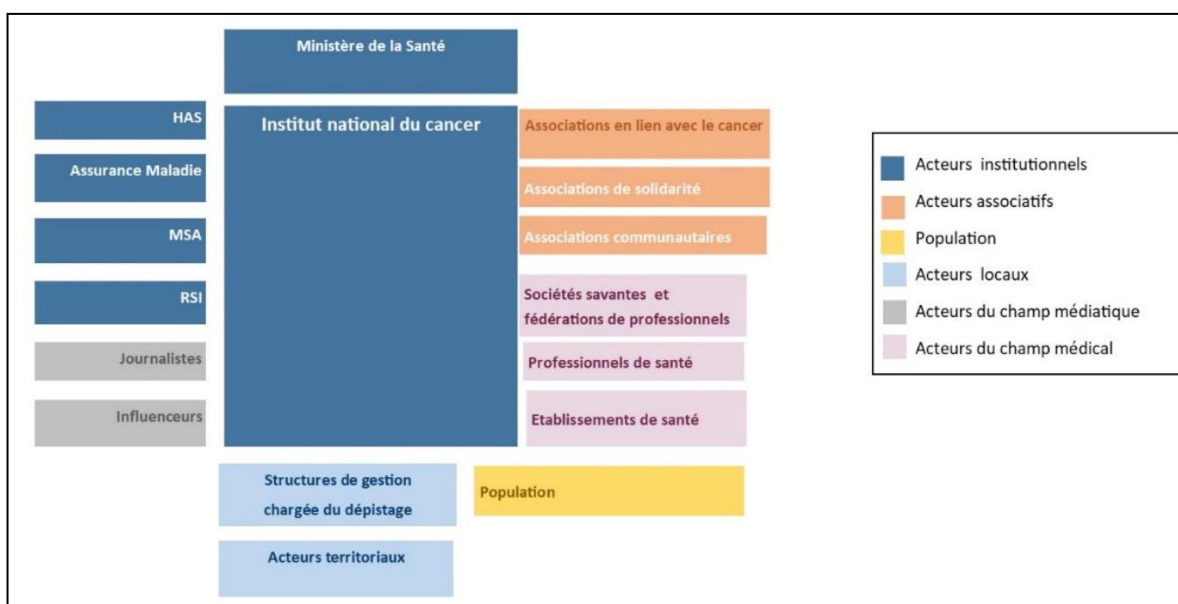 Ministère de la Santé
HAS
Assurance Maladie
MSA
RSI
Journalistes
Influenceurs
Institut national du cancer
Associations en lien avec le cancer
Associations de solidarité
Associations communautaires
Sociétés savantes et
fédérations de professionnels
Professionnels de santé
Etablissements de santé
Structures de gestion
chargée du dépistage
Population
Acteurs territoriaux
Acteurs institutionnels
Acteurs associatifs
Population
Acteurs locaux
Acteurs du champ médiatique
Acteurs du champ médical